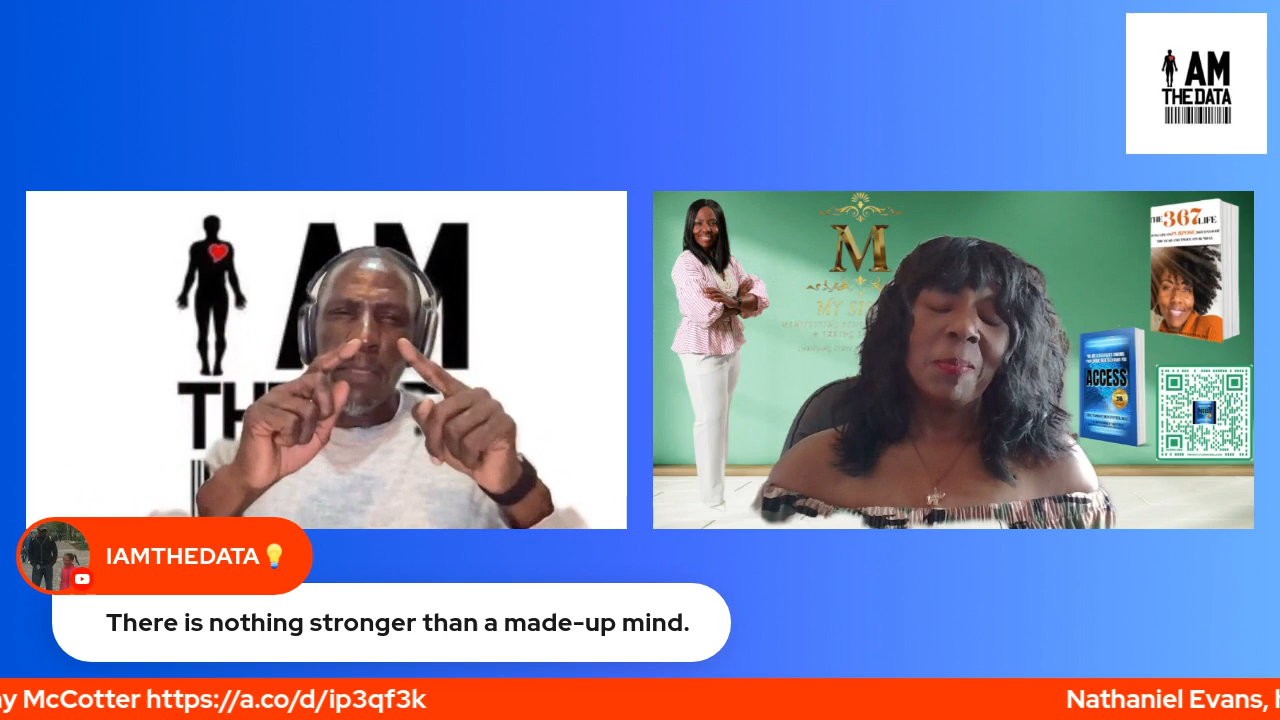 I AM
THE DATA
I AM
M
THE 367 LIFE
ACCESS
IAMTHEDATA💡
There is nothing stronger than a made-up mind.
McCotter https://a.co/d/ip3qf3k
Nathaniel Evans,